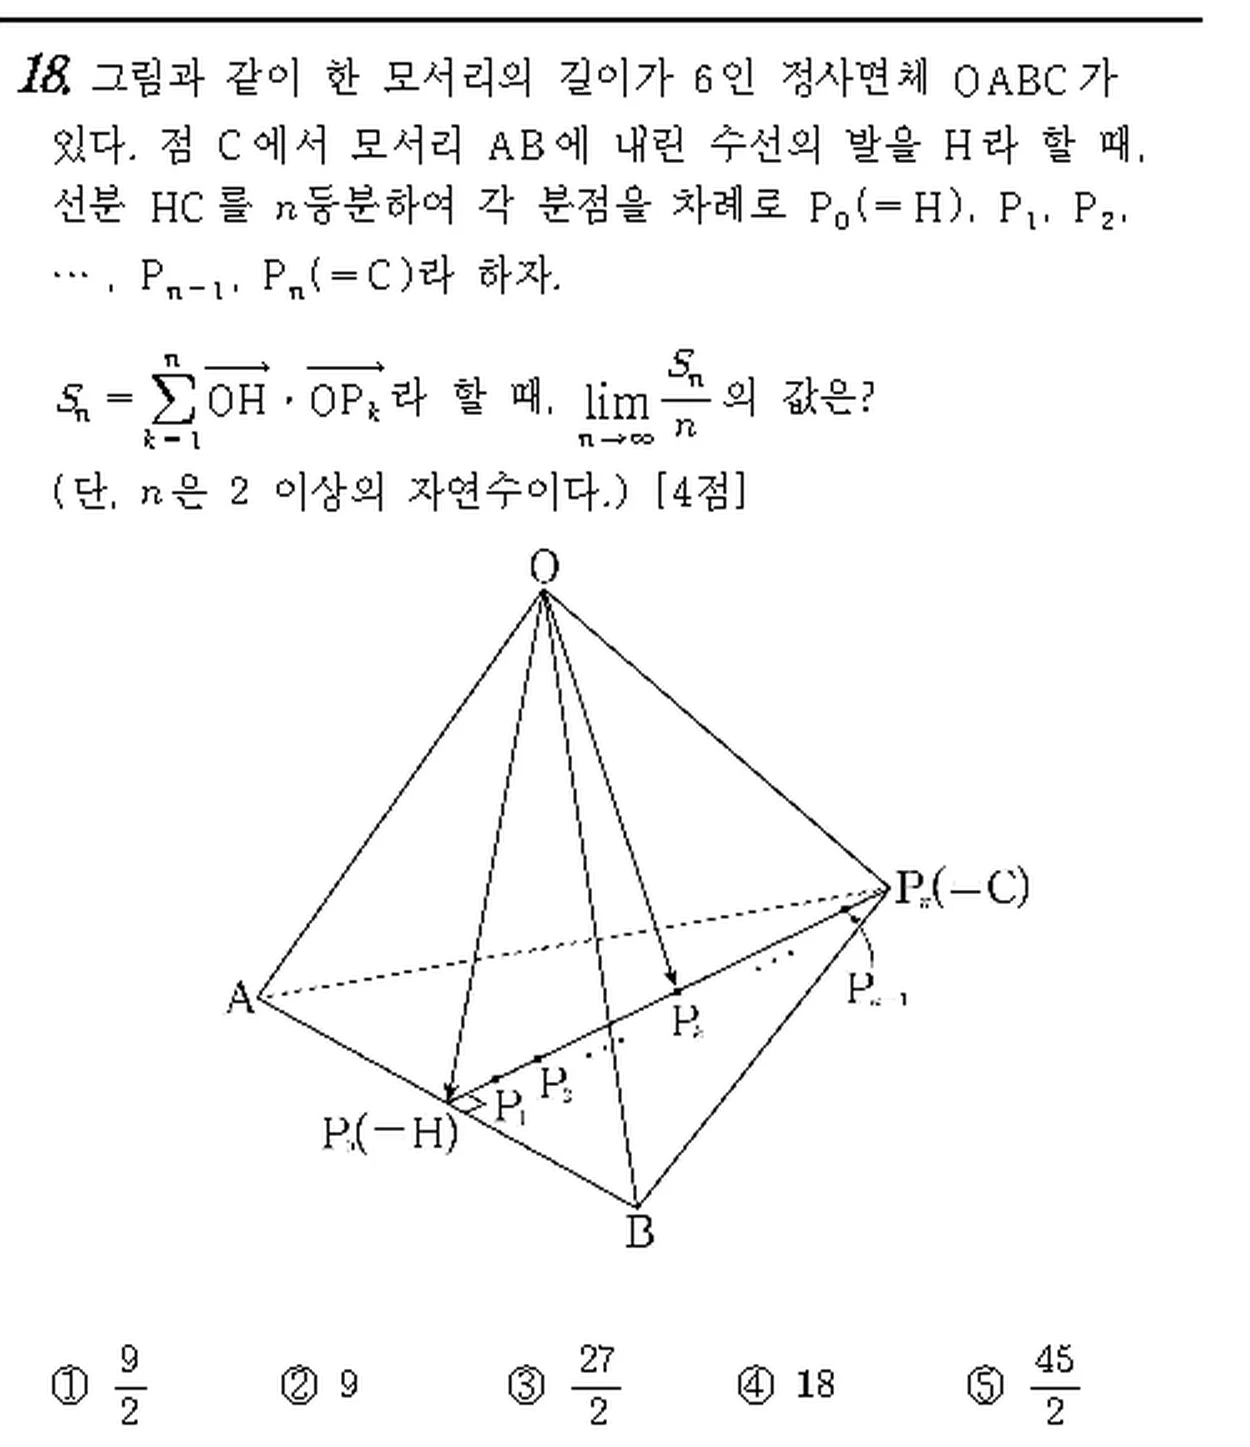 18. 그림과 같이 한 모서리의 길이가 6인 정사면체 OABC가
있다. 점 C에서 모서리 AB에 내린 수선의 발을 H라 할 때,
선분 HC를 n등분하여 각 분점을 차례로 P₀(=H), P₁, P₂,
⋯, Pₙ₋₁, Pₙ(=C)라 하자.
Sₙ = ∑_{k=1}^{n} \overrightarrow{OH} · \overrightarrow{OP_k}라 할 때, lim_{n→∞} Sₙ/n의 값은?
(단, n은 2 이상의 자연수이다.) [4점]
O
Pₙ(=C)
A
Pₙ₋₁
Pₖ
P₂
P₁
P₀(=H)
B
① 9/2 ② 9 ③ 27/2 ④ 18 ⑤ 45/2